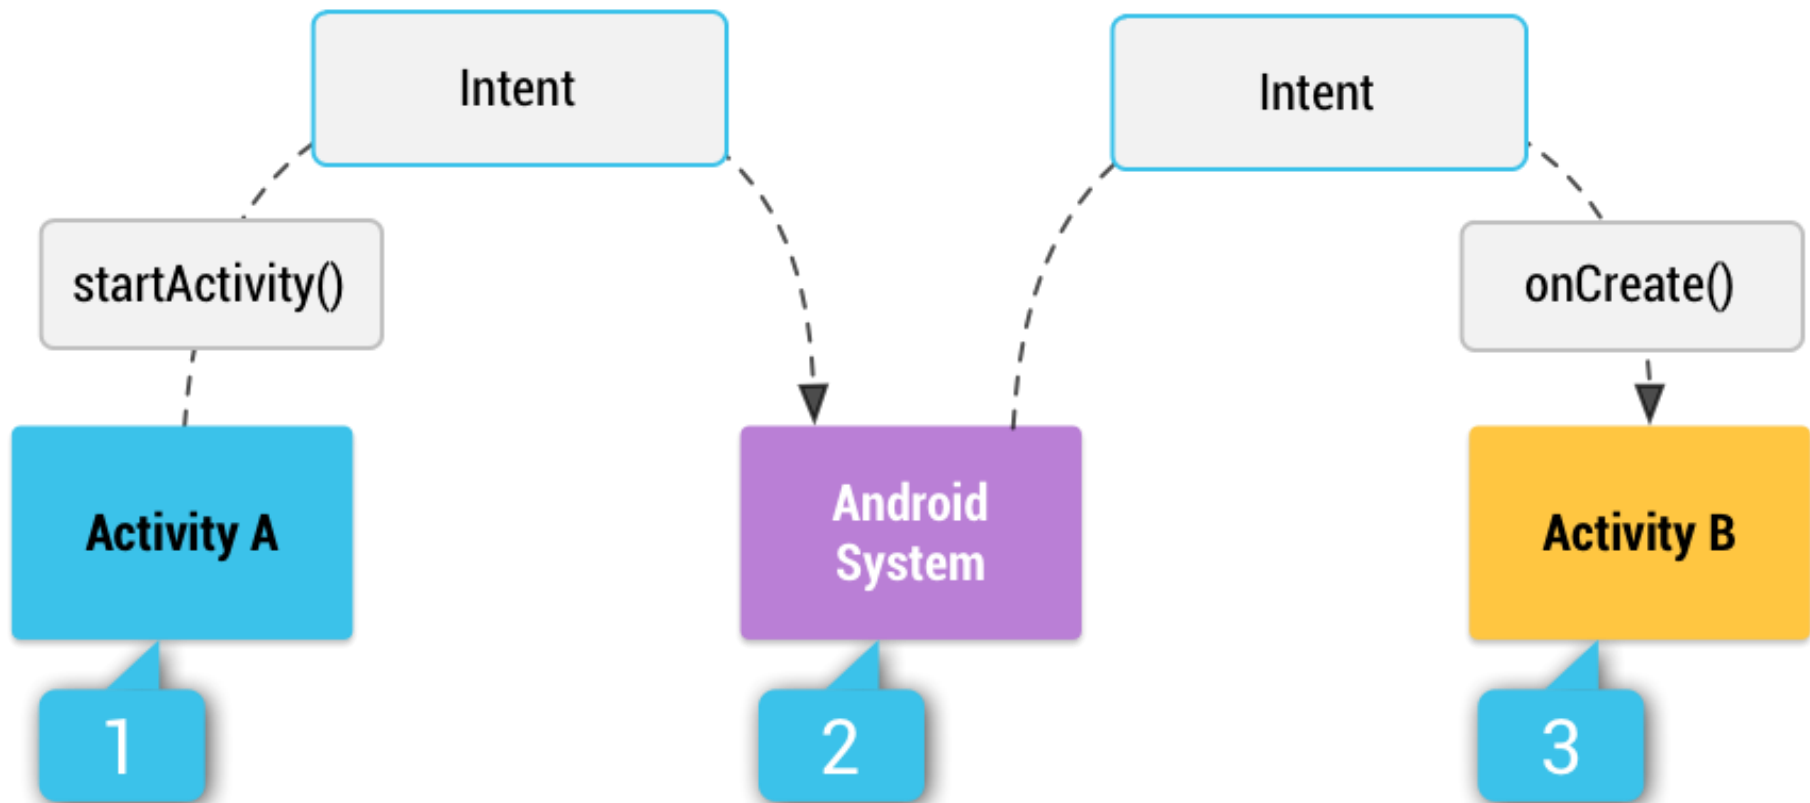 Intent
Intent
startActivity()
onCreate()
Activity A
Android
System
Activity B
1
2
3